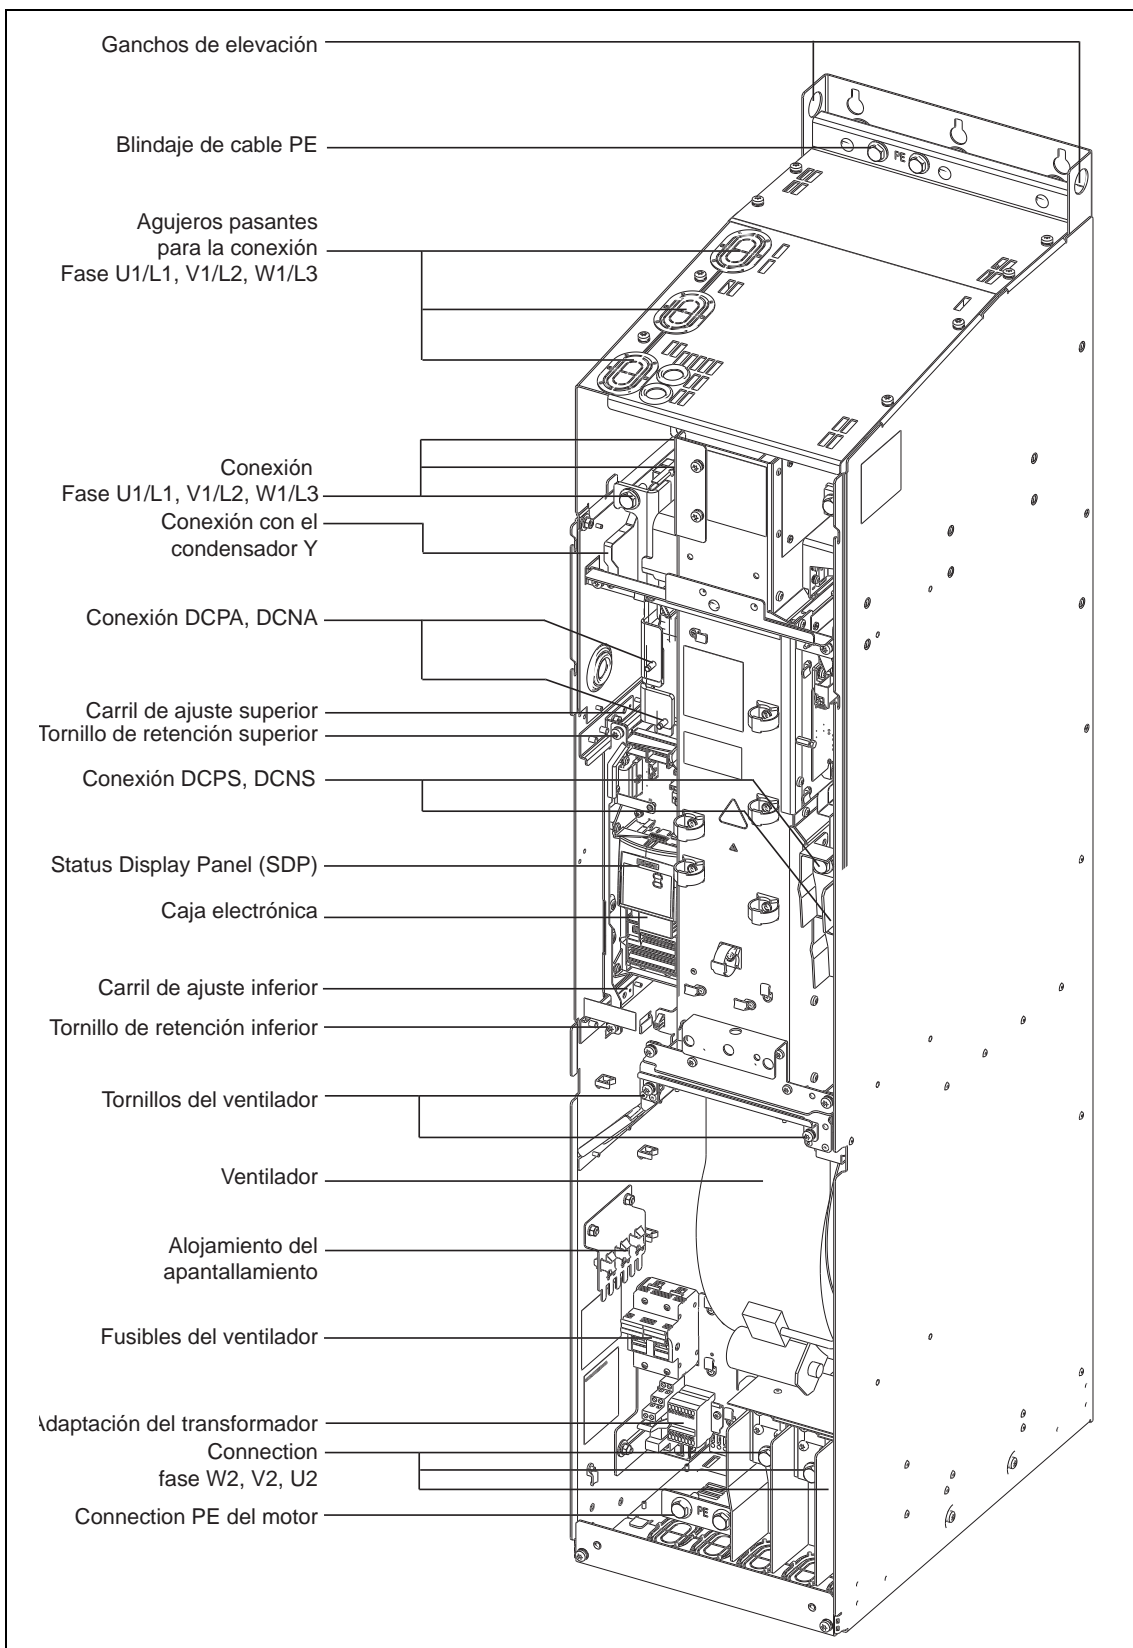 Ganchos de elevación
Blindaje de cable PE
PE
Agujeros pasantes
para la conexión
Fase U1/L1, V1/L2, W1/L3
Conexión
Fase U1/L1, V1/L2, W1/L3
Conexión con el
condensador Y
Conexión DCPA, DCNA
Carril de ajuste superior
Tornillo de retención superior
Conexión DCPS, DCNS
Status Display Panel (SDP)
Caja electrónica
Carril de ajuste inferior
Tornillo de retención inferior
Tornillos del ventilador
Ventilador
Alojamiento del
apantallamiento
Fusibles del ventilador
Adaptación del transformador
Connection
fase W2, V2, U2
Connection PE del motor
PE